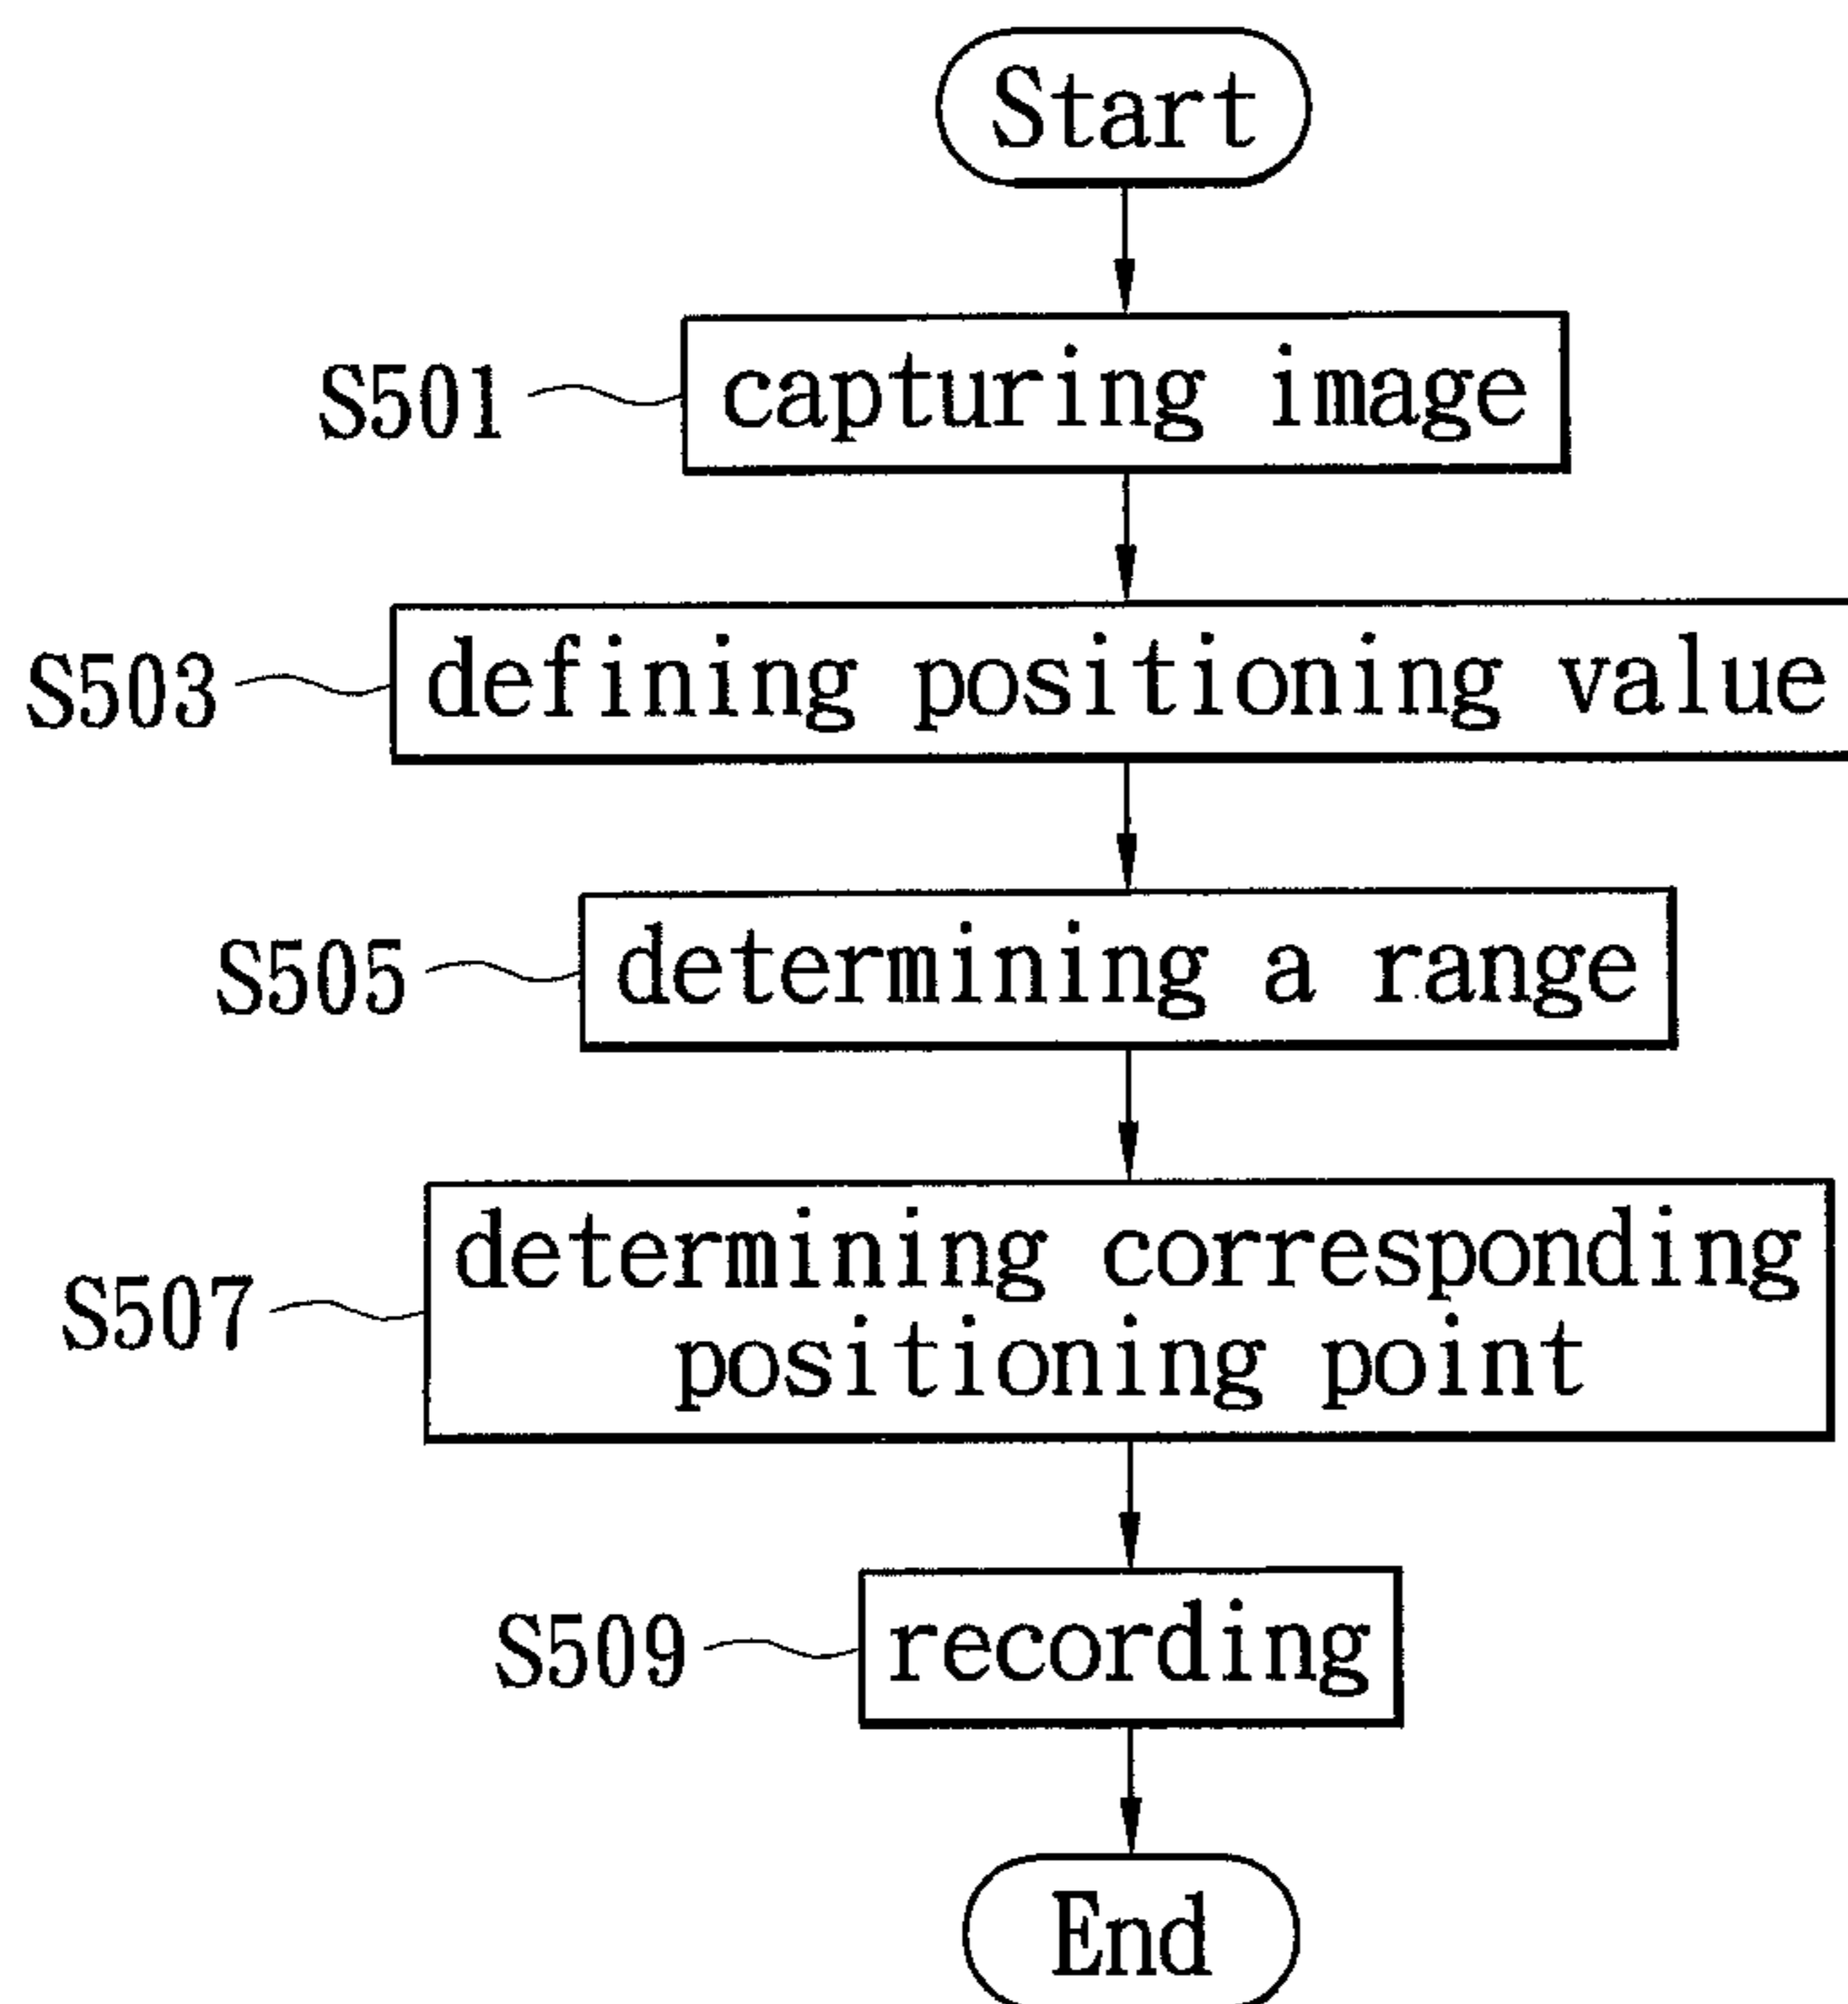 Start
S501 capturing image
S503 defining positioning value
S505 determining a range
S507 determining corresponding
positioning point
S509 recording
End